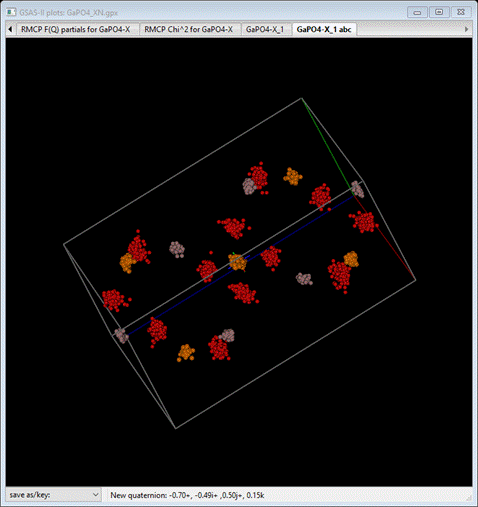 GSAS-II plots: GaPO4_XN.gpx
RMCP F(Q) partials for GaPO4-X RMCP Chi^2 for GaPO4-X GaPO4-X_1 GaPO4-X_1 abc
save as/key: New quaternion: -0.70+, -0.49i+ ,0.50j+, 0.15k